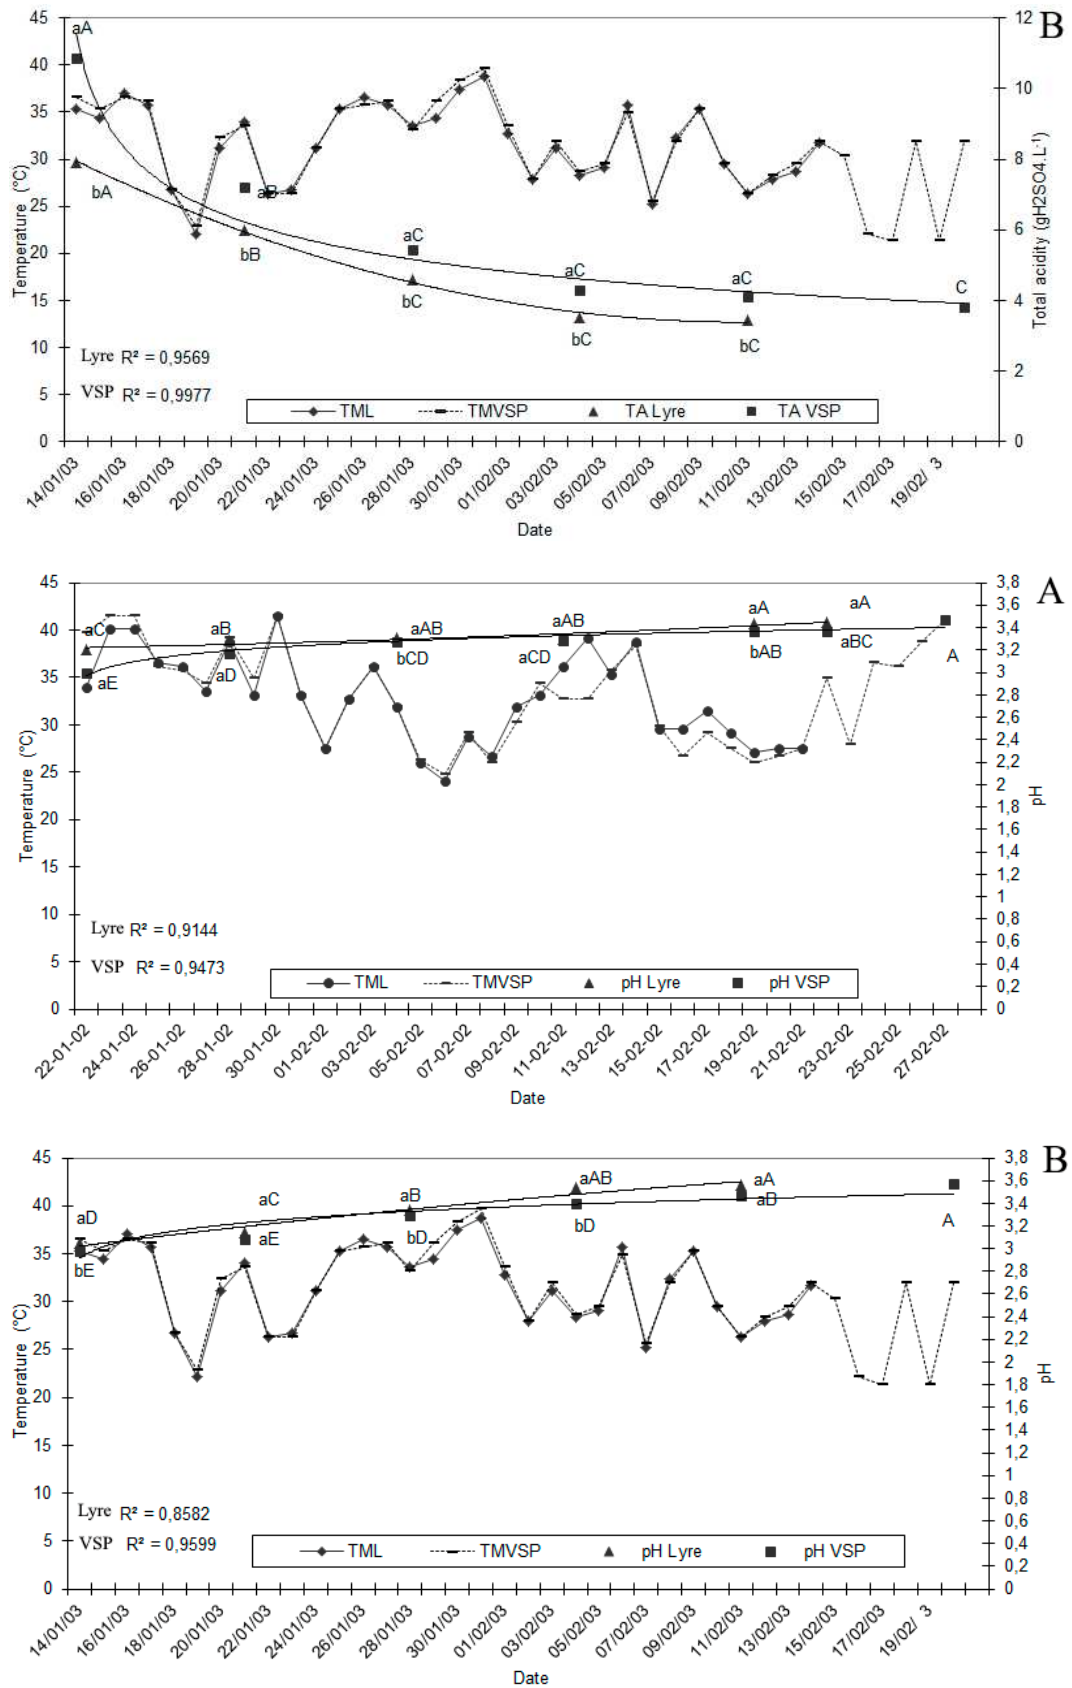 B
45
40
35
30
25
20
15
10
5
0
Temperature (°C)
12
10
8
6
4
2
0
Total acidity (gH2SO4.L-1)
aA
bA
aB
bB
aC
bC
aC
bC
aC
bC
C
Lyre R² = 0,9569
VSP R² = 0,9977
TML TMVSP TA Lyre TA VSP
14/01/03 16/01/03 18/01/03 20/01/03 22/01/03 24/01/03 26/01/03 28/01/03 30/01/03 01/02/03 03/02/03 05/02/03 07/02/03 09/02/03 11/02/03 13/02/03 15/02/03 17/02/03 19/02/ 3
Date
A
45
40
35
30
25
20
15
10
5
0
Temperature (°C)
3,8
3,6
3,4
3,2
3
2,8
2,6
2,4
2,2
2
1,8
1,6
1,4
1,2
1
0,8
0,6
0,4
0,2
0
pH
aC
aE
aB
aD
aAB
bCD
aAB
aCD
aA
bAB
aA
aBC
A
Lyre R² = 0,9144
VSP R² = 0,9473
TML TMVSP pH Lyre pH VSP
22-01-02 24-01-02 26-01-02 28-01-02 30-01-02 01-02-02 03-02-02 05-02-02 07-02-02 09-02-02 11-02-02 13-02-02 15-02-02 17-02-02 19-02-02 21-02-02 23-02-02 25-02-02 27-02-02
Date
B
45
40
35
30
25
20
15
10
5
0
Temperature (°C)
3,8
3,6
3,4
3,2
3
2,8
2,6
2,4
2,2
2
1,8
1,6
1,4
1,2
1
0,8
0,6
0,4
0,2
0
pH
aD
bE
aC
aE
aB
bD
aAB
bD
aA
aB
A
Lyre R² = 0,8582
VSP R² = 0,9599
TML TMVSP pH Lyre pH VSP
14/01/03 16/01/03 18/01/03 20/01/03 22/01/03 24/01/03 26/01/03 28/01/03 30/01/03 01/02/03 03/02/03 05/02/03 07/02/03 09/02/03 11/02/03 13/02/03 15/02/03 17/02/03 19/02/ 3
Date